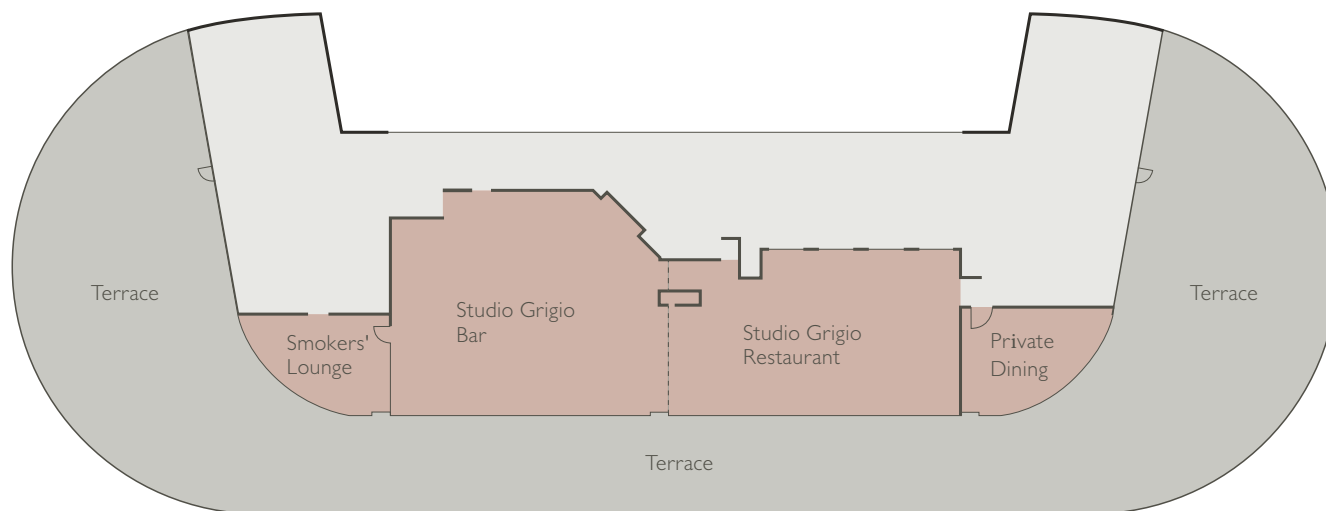 Terrace
Terrace
Studio Grigio
Bar
Studio Grigio
Restaurant
Smokers'
Lounge
Private
Dining
Terrace